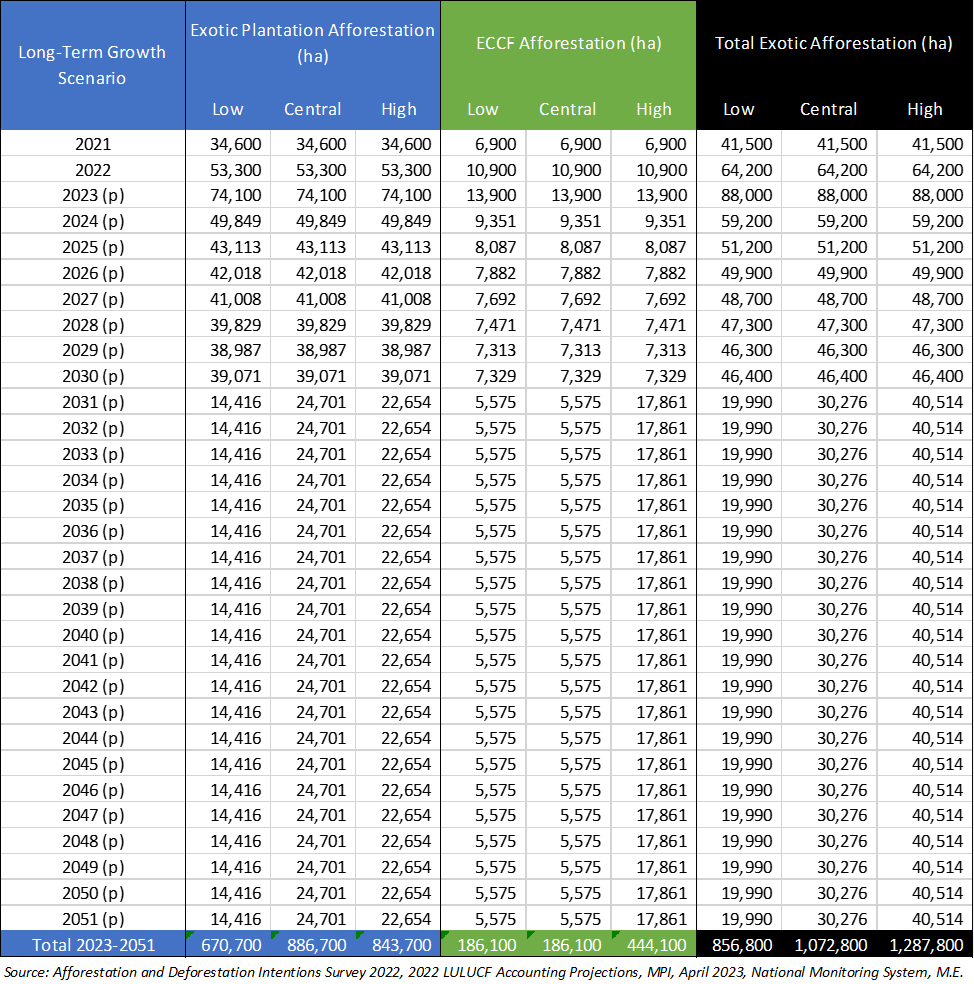 Long-Term Growth Scenario Exotic Plantation Afforestation (ha) ECCF Afforestation (ha) Total Exotic Afforestation (ha)
Low Central High Low Central High Low Central High
2021 34,600 34,600 34,600 6,900 6,900 6,900 41,500 41,500 41,500
2022 53,300 53,300 53,300 10,900 10,900 10,900 64,200 64,200 64,200
2023 (p) 74,100 74,100 74,100 13,900 13,900 13,900 88,000 88,000 88,000
2024 (p) 49,849 49,849 49,849 9,351 9,351 9,351 59,200 59,200 59,200
2025 (p) 43,113 43,113 43,113 8,087 8,087 8,087 51,200 51,200 51,200
2026 (p) 42,018 42,018 42,018 7,882 7,882 7,882 49,900 49,900 49,900
2027 (p) 41,008 41,008 41,008 7,692 7,692 7,692 48,700 48,700 48,700
2028 (p) 39,829 39,829 39,829 7,471 7,471 7,471 47,300 47,300 47,300
2029 (p) 38,987 38,987 38,987 7,313 7,313 7,313 46,300 46,300 46,300
2030 (p) 39,071 39,071 39,071 7,329 7,329 7,329 46,400 46,400 46,400
2031 (p) 14,416 24,701 22,654 5,575 5,575 17,861 19,990 30,276 40,514
2032 (p) 14,416 24,701 22,654 5,575 5,575 17,861 19,990 30,276 40,514
2033 (p) 14,416 24,701 22,654 5,575 5,575 17,861 19,990 30,276 40,514
2034 (p) 14,416 24,701 22,654 5,575 5,575 17,861 19,990 30,276 40,514
2035 (p) 14,416 24,701 22,654 5,575 5,575 17,861 19,990 30,276 40,514
2036 (p) 14,416 24,701 22,654 5,575 5,575 17,861 19,990 30,276 40,514
2037 (p) 14,416 24,701 22,654 5,575 5,575 17,861 19,990 30,276 40,514
2038 (p) 14,416 24,701 22,654 5,575 5,575 17,861 19,990 30,276 40,514
2039 (p) 14,416 24,701 22,654 5,575 5,575 17,861 19,990 30,276 40,514
2040 (p) 14,416 24,701 22,654 5,575 5,575 17,861 19,990 30,276 40,514
2041 (p) 14,416 24,701 22,654 5,575 5,575 17,861 19,990 30,276 40,514
2042 (p) 14,416 24,701 22,654 5,575 5,575 17,861 19,990 30,276 40,514
2043 (p) 14,416 24,701 22,654 5,575 5,575 17,861 19,990 30,276 40,514
2044 (p) 14,416 24,701 22,654 5,575 5,575 17,861 19,990 30,276 40,514
2045 (p) 14,416 24,701 22,654 5,575 5,575 17,861 19,990 30,276 40,514
2046 (p) 14,416 24,701 22,654 5,575 5,575 17,861 19,990 30,276 40,514
2047 (p) 14,416 24,701 22,654 5,575 5,575 17,861 19,990 30,276 40,514
2048 (p) 14,416 24,701 22,654 5,575 5,575 17,861 19,990 30,276 40,514
2049 (p) 14,416 24,701 22,654 5,575 5,575 17,861 19,990 30,276 40,514
2050 (p) 14,416 24,701 22,654 5,575 5,575 17,861 19,990 30,276 40,514
2051 (p) 14,416 24,701 22,654 5,575 5,575 17,861 19,990 30,276 40,514
Total 2023-2051 670,700 886,700 843,700 186,100 186,100 444,100 856,800 1,072,800 1,287,800
Source: Afforestation and Deforestation Intentions Survey 2022, 2022 LULUCF Accounting Projections, MPI, April 2023, National Monitoring System, M.E.